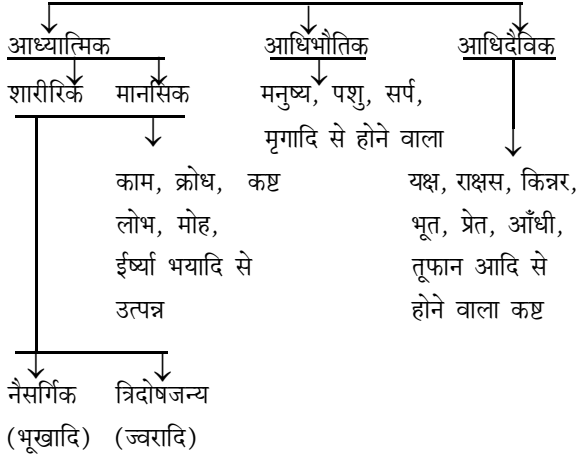 आध्यात्मिक आधिभौतिक आधिदैविक
शारीरिक मानसिक मनुष्य, पशु, सर्प,
मृगादि से होने वाला
काम, क्रोध, कष्ट यक्ष, राक्षस, किन्नर,
लोभ, मोह, भूत, प्रेत, आँधी,
ईर्ष्या भयादि से तूफान आदि से
उत्पन्न होने वाला कष्ट
नैसर्गिक त्रिदोषजन्य
(भूखादि) (ज्वरादि)